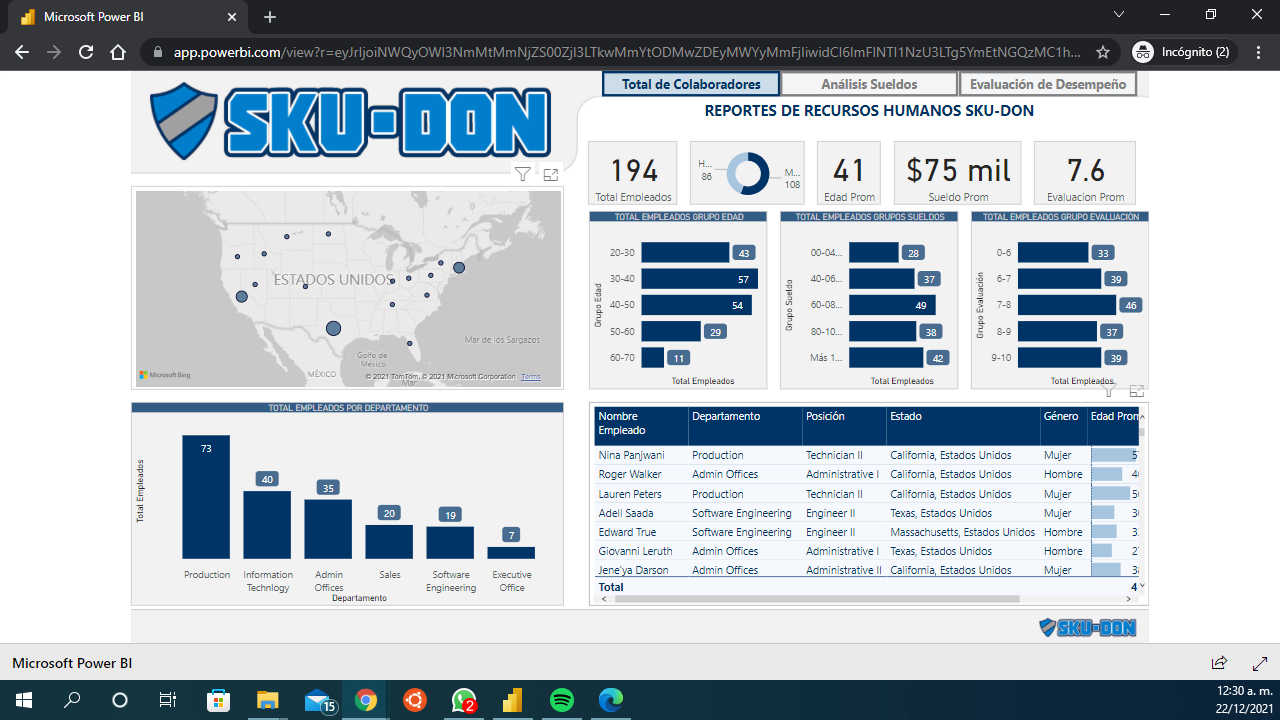 Microsoft Power BI
app.powerbi.com/view?r=eyJrIjoiNWQyOWI3NmMtMmNjZS00ZjI3LTkwMmYtODMwZDEyMWYyMmFjIiwidCI6ImFlNTI1NzU3LTg5YmEtNGQzMC1h...
Incógnito (2)
SKU-DON
Total de Colaboradores
Análisis Sueldos
Evaluación de Desempeño
REPORTES DE RECURSOS HUMANOS SKU-DON
194
Total Empleados
H...
86
M...
108
41
Edad Prom
$75 mil
Sueldo Prom
7.6
Evaluacion Prom
ESTADOS UNIDOS
Mar de los Sargazos
Golfo de
México
MÉXICO
Mar
Microsoft Bing
© 2021 TomTom, © 2021 Microsoft Corporation Terms
TOTAL EMPLEADOS GRUPO EDAD
Grupo Edad
20-30 43
30-40 57
40-50 54
50-60 29
60-70 11
Total Empleados
TOTAL EMPLEADOS GRUPOS SUELDOS
Grupo Sueldo
00-04... 28
40-06... 37
60-08... 49
80-10... 38
Más 1... 42
Total Empleados
TOTAL EMPLEADOS GRUPO EVALUACIÓN
Grupo Evaluación
0-6 33
6-7 39
7-8 46
8-9 37
9-10 39
Total Empleados
TOTAL EMPLEADOS POR DEPARTAMENTO
Total Empleados
73
40
35
20
19
7
Production
Information
Technlogy
Admin
Offices
Sales
Software
Engineering
Executive
Office
Departamento
Nombre
Empleado
Departamento
Posición
Estado
Género
Edad Prom
Nina Panjwani Production Technician II California, Estados Unidos Mujer
Roger Walker Admin Offices Administrative I California, Estados Unidos Hombre
Lauren Peters Production Technician II California, Estados Unidos Mujer
Adell Saada Software Engineering Engineer II Texas, Estados Unidos Mujer
Edward True Software Engineering Engineer II Massachusetts, Estados Unidos Hombre
Giovanni Leruth Admin Offices Administrative I Texas, Estados Unidos Hombre
Jene'ya Darson Admin Offices Administrative II California, Estados Unidos Mujer
Total 4
SKU-DON
Microsoft Power BI
15
2
12:30 a. m.
22/12/2021